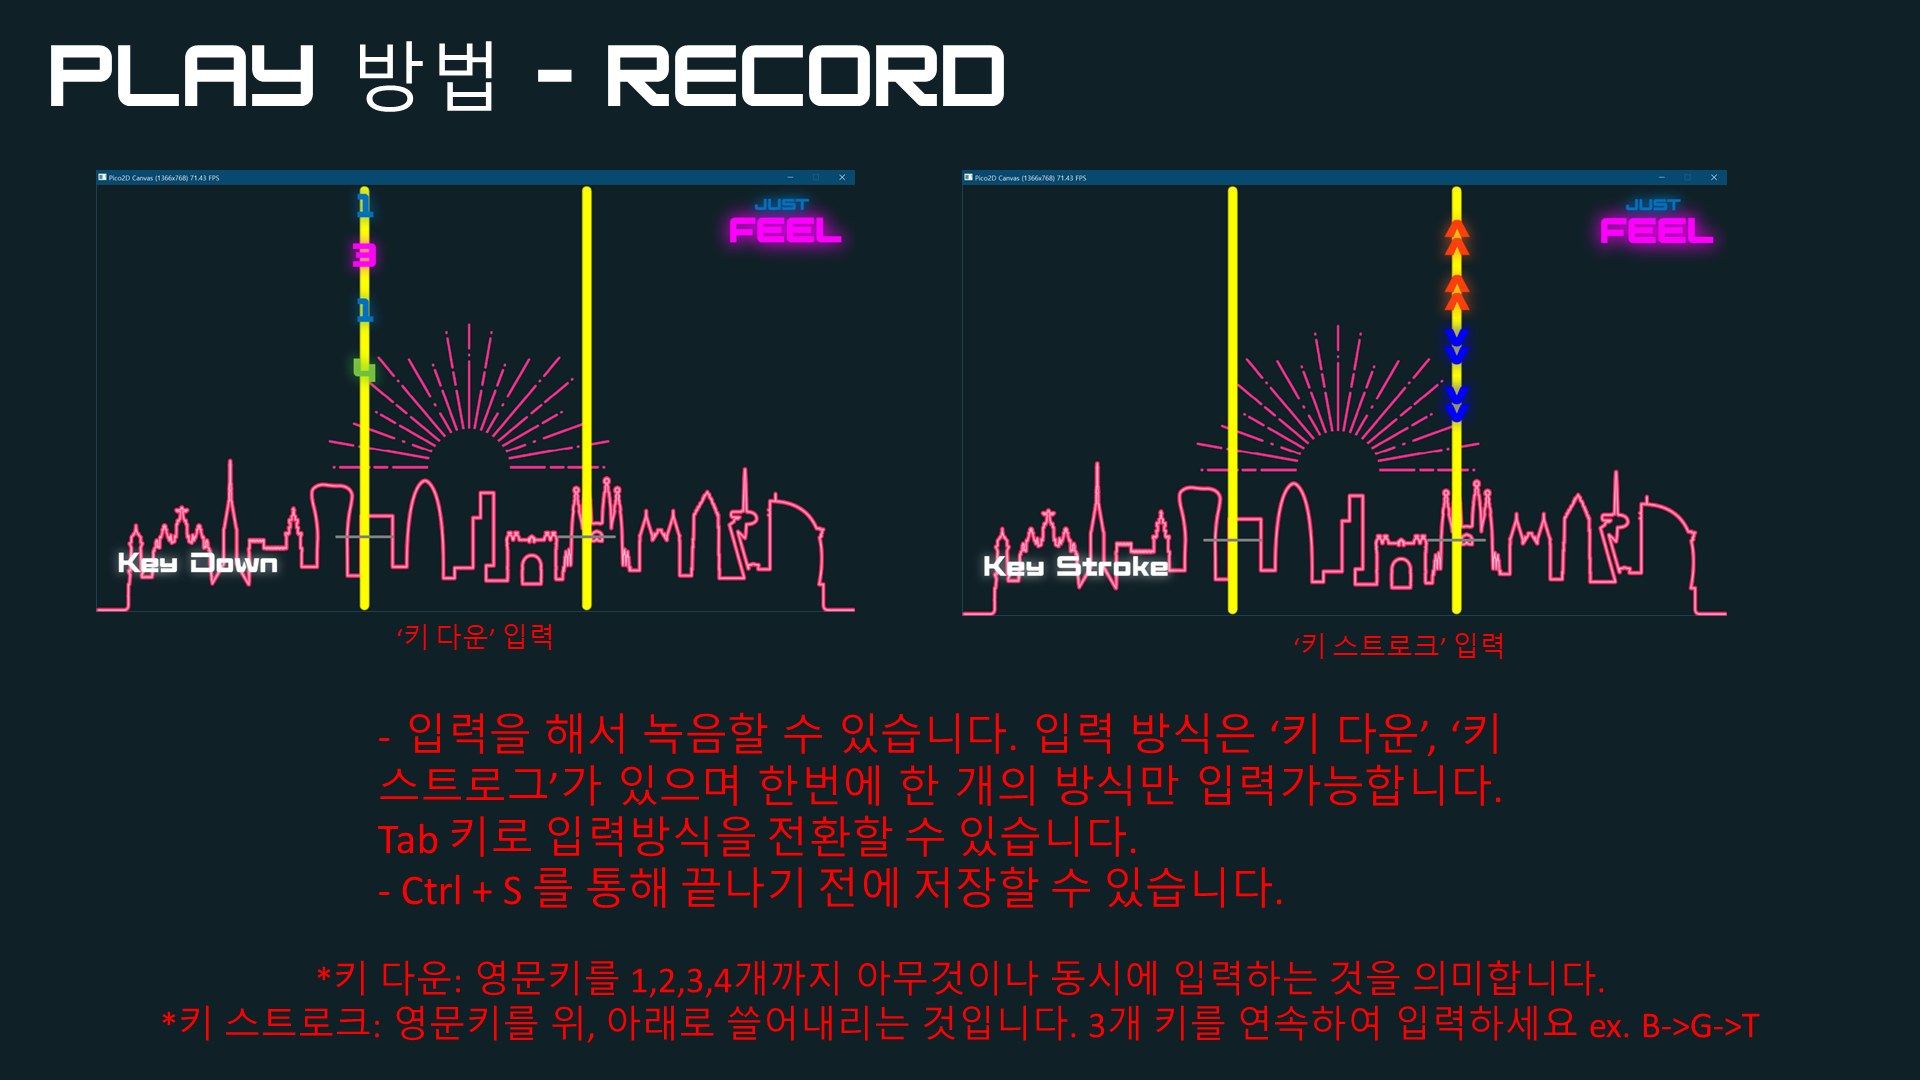 PLAY 방법 - RECORD
Pico2D Canvas (1366x768) 71.43 FPS
1
JUST
FEEL
3
1
4
Key Down
‘키 다운’ 입력
Pico2D Canvas (1366x768) 71.43 FPS
JUST
FEEL
Key Stroke
‘키 스트로크’ 입력
- 입력을 해서 녹음할 수 있습니다. 입력 방식은 ‘키 다운’, ‘키
스트로그’가 있으며 한번에 한 개의 방식만 입력가능합니다.
Tab 키로 입력방식을 전환할 수 있습니다.
- Ctrl + S 를 통해 끝나기 전에 저장할 수 있습니다.
*키 다운: 영문키를 1,2,3,4개까지 아무것이나 동시에 입력하는 것을 의미합니다.
*키 스트로크: 영문키를 위, 아래로 쓸어내리는 것입니다. 3개 키를 연속하여 입력하세요 ex. B->G->T